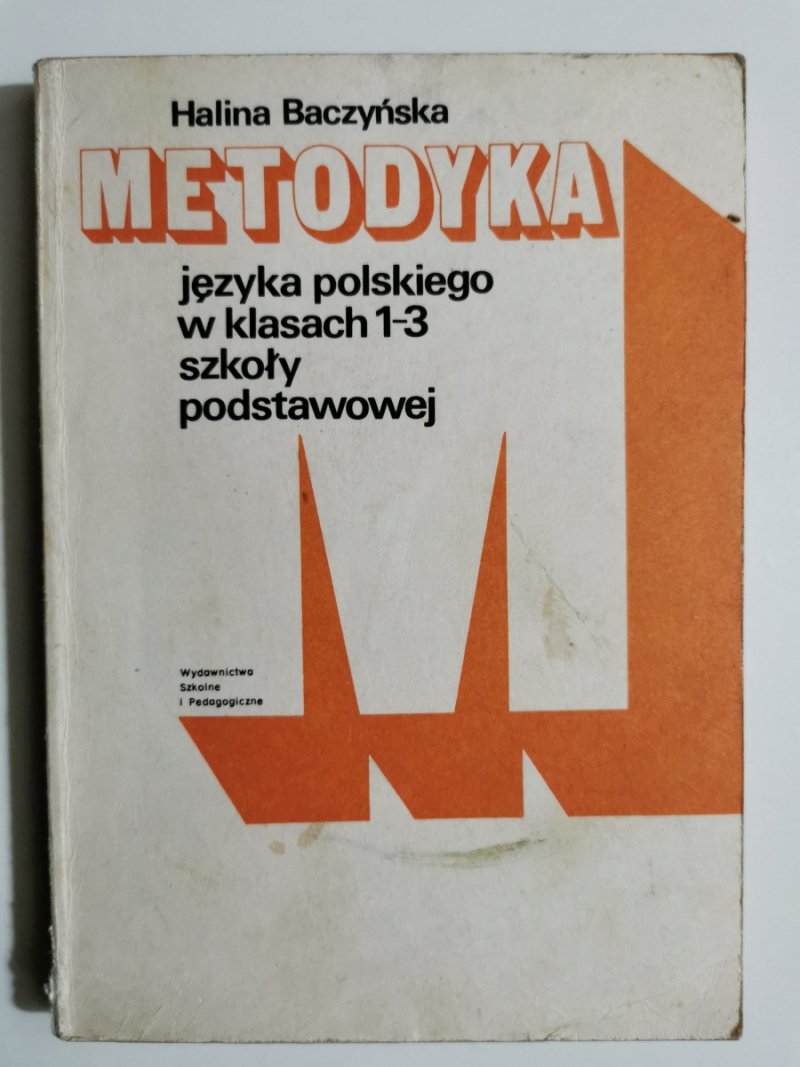 Halina Baczyńska
METODYKA
języka polskiego
w klasach 1-3
szkoły
podstawowej
Wydawnictwa
Szkolne
i Pedagogiczne